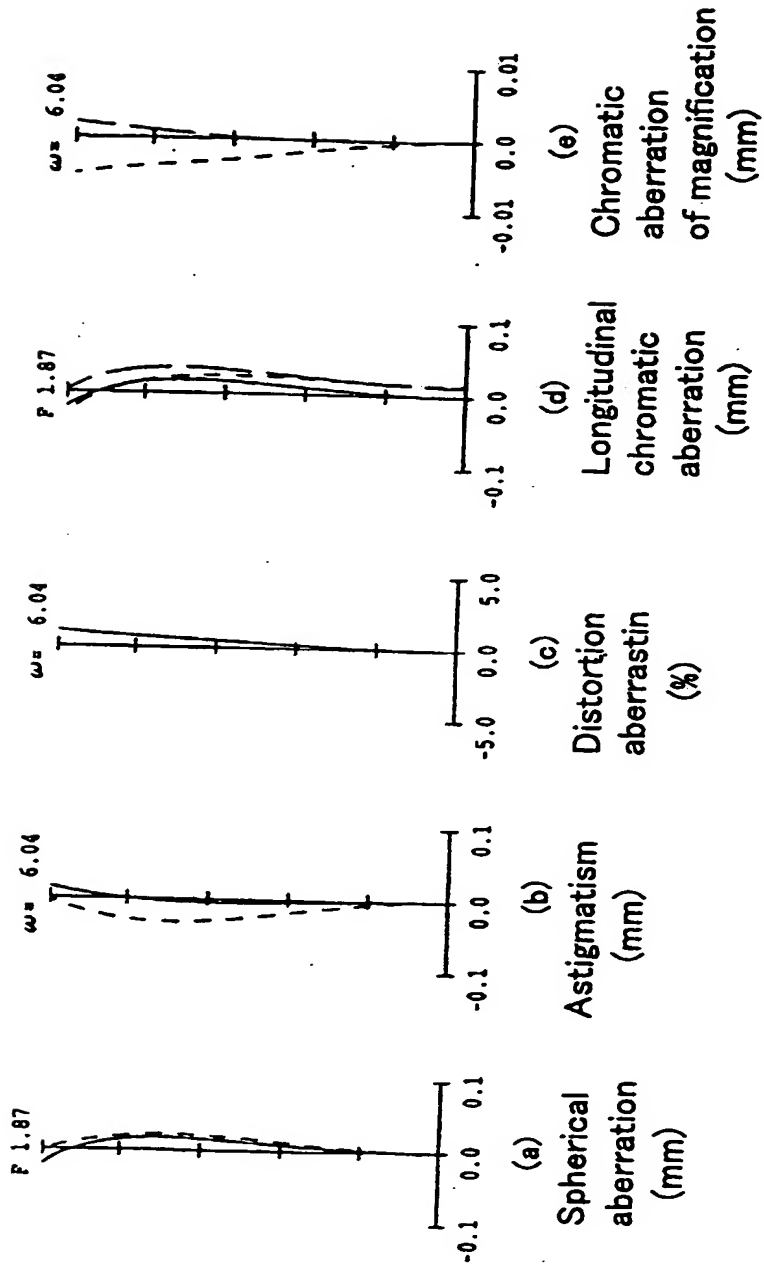 F 1.87
-0.1 0.0 0.1
(a)
Spherical
aberration
(mm)
ω= 6.04
-0.1 0.0 0.1
(b)
Astigmatism
(mm)
ω= 6.04
-5.0 0.0 5.0
(c)
Distortion
aberrastin
(%)
F 1.87
-0.1 0.0 0.1
(d)
Longitudinal
chromatic
aberration
(mm)
ω= 6.04
-0.01 0.0 0.01
(e)
Chromatic
aberration
of magnification
(mm)